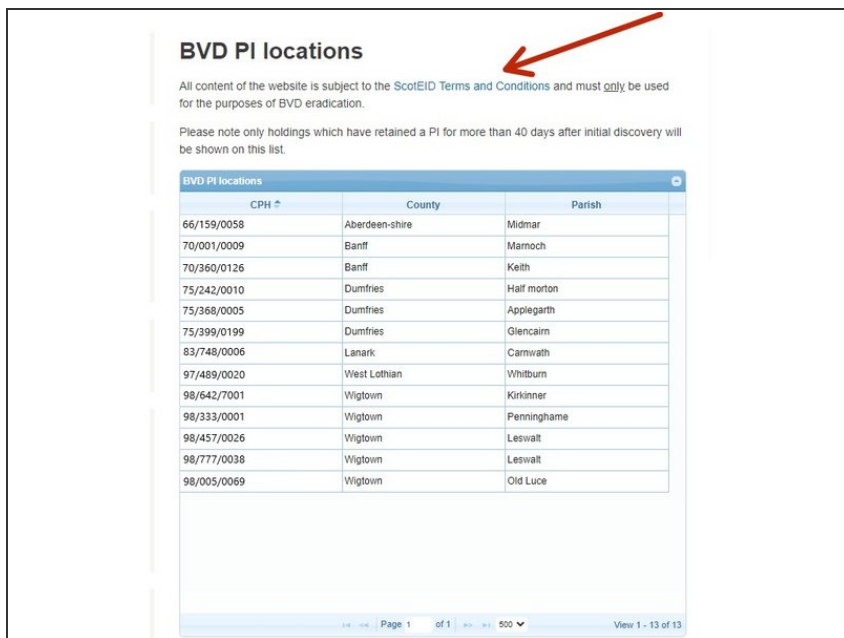 BVD PI locations
All content of the website is subject to the ScotEID Terms and Conditions and must only be used
for the purposes of BVD eradication.
Please note only holdings which have retained a PI for more than 40 days after initial discovery will
be shown on this list.
BVD PI locations
CPH County Parish
66/159/0058 Aberdeen-shire Midmar
70/001/0009 Banff Marnoch
70/360/0126 Banff Keith
75/242/0010 Dumfries Half morton
75/368/0005 Dumfries Applegarth
75/399/0199 Dumfries Glencairn
83/748/0006 Lanark Carnwath
97/489/0020 West Lothian Whitburn
98/642/7001 Wigtown Kirkinner
98/333/0001 Wigtown Penninghame
98/457/0026 Wigtown Leswalt
98/777/0038 Wigtown Leswalt
98/005/0069 Wigtown Old Luce
Page 1 of 1 500 View 1 - 13 of 13